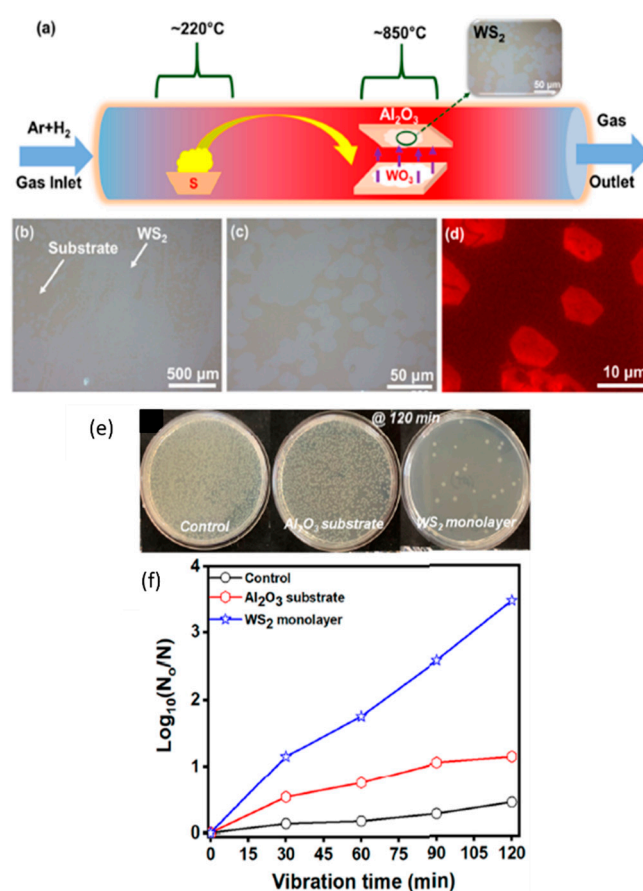 (a)
~220°C
~850°C
WS₂
50 µm
Al₂O₃
Ar+H₂
Gas Inlet
S
WO₃
Gas
Outlet
(b)
Substrate
WS₂
500 µm
(c)
50 µm
(d)
10 µm
(e)
@ 120 min
Control
Al₂O₃ substrate
WS₂ monolayer
(f)
Control
Al₂O₃ substrate
WS₂ monolayer
Log₁₀(Nₒ/N)
4
3
2
1
0
0 15 30 45 60 75 90 105 120
Vibration time (min)